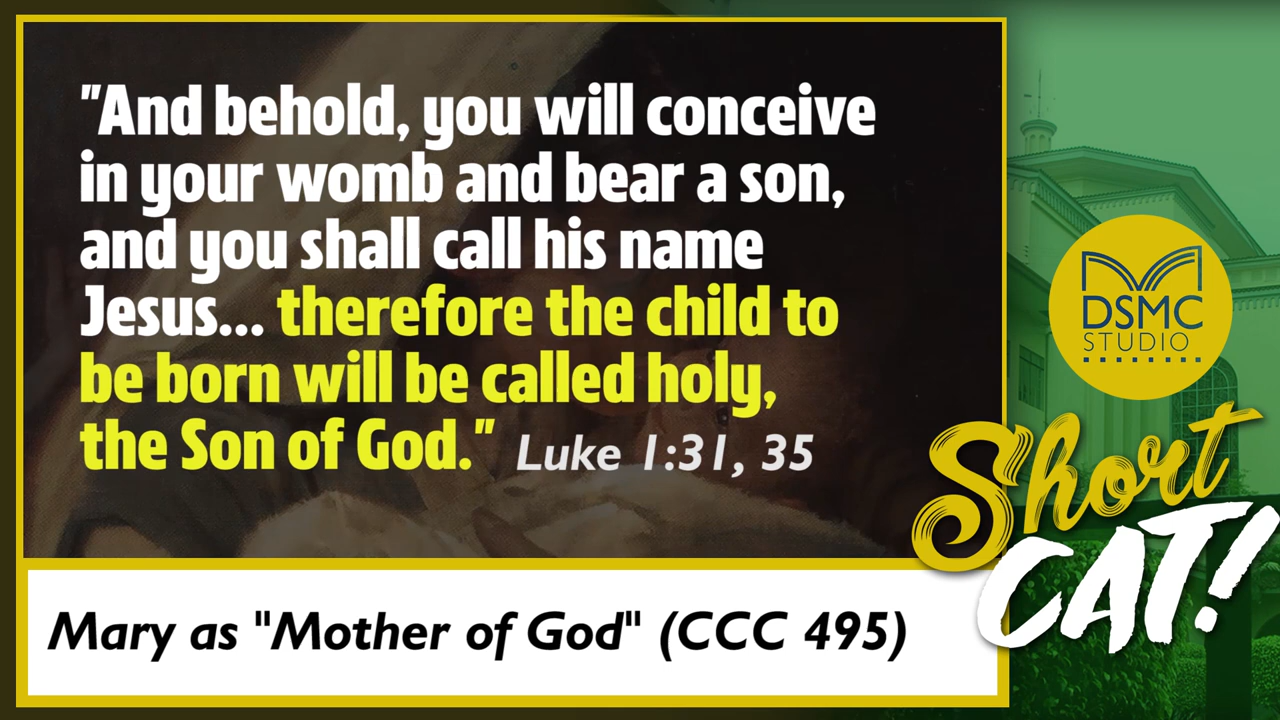 "And behold, you will conceive
in your womb and bear a son,
and you shall call his name
Jesus... therefore the child to
be born will be called holy,
the Son of God." Luke 1:31, 35
Mary as "Mother of God" (CCC 495)
DSMC
STUDIO
Short
CAT!